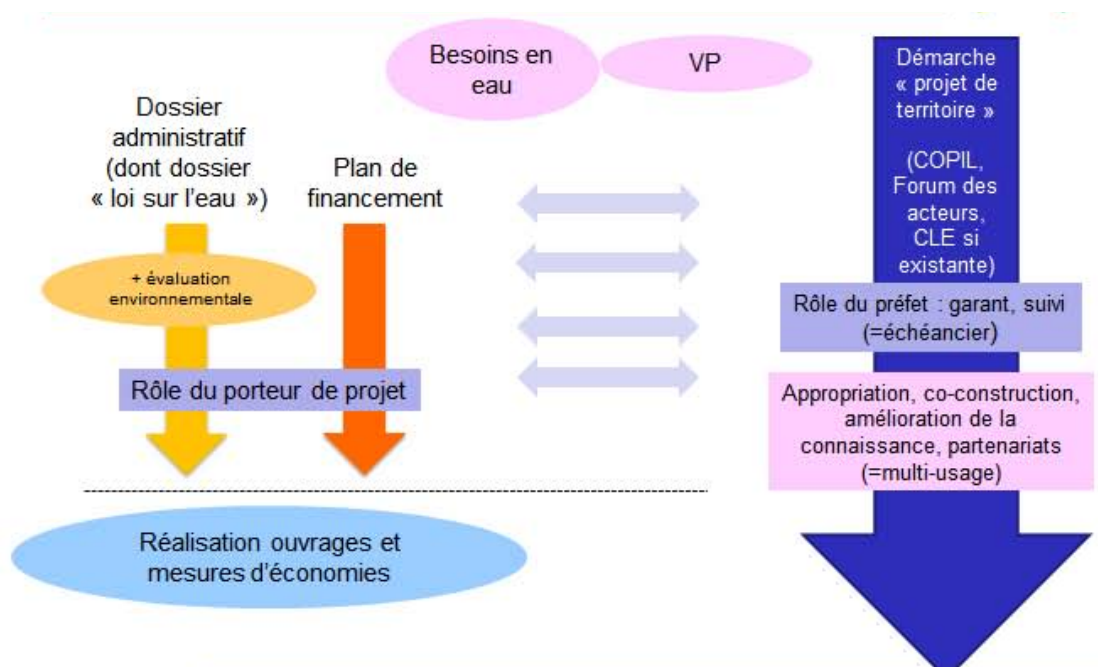 Besoins en
eau
VP
Dossier
administratif
(dont dossier
« loi sur l'eau »)
Plan de
financement
+ évaluation
environnementale
Rôle du porteur de projet
Réalisation ouvrages et
mesures d'économies
Démarche
« projet de
territoire »
(COPIL,
Forum des
acteurs,
CLE si
existante)
Rôle du préfet : garant, suivi
(=échéancier)
Appropriation, co-construction,
amélioration de la
connaissance, partenariats
(=multi-usage)